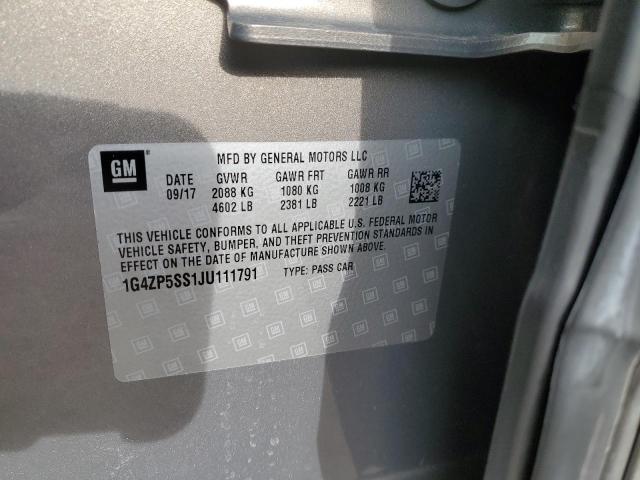 GM
MFD BY GENERAL MOTORS LLC
DATE GVWR GAWR FRT GAWR RR
09/17 2088 KG 1080 KG 1008 KG
4602 LB 2381 LB 2221 LB
THIS VEHICLE CONFORMS TO ALL APPLICABLE U.S. FEDERAL MOTOR
VEHICLE SAFETY, BUMPER, AND THEFT PREVENTION STANDARDS IN
EFFECT ON THE DATE OF MANUFACTURE SHOWN ABOVE.
1G4ZP5SS1JU111791 TYPE: PASS CAR